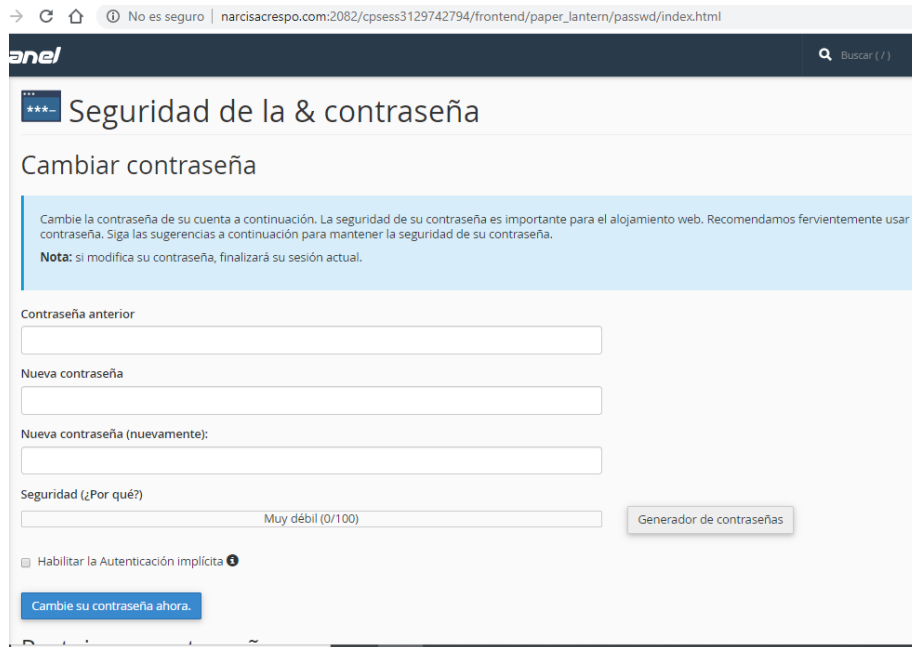 No es seguro | narcisacrespo.com:2082/cpsess3129742794/frontend/paper_lantern/passwd/index.html
anel
Buscar ( / )
***–
Seguridad de la & contraseña
Cambiar contraseña
Cambie la contraseña de su cuenta a continuación. La seguridad de su contraseña es importante para el alojamiento web. Recomendamos fervientemente usar
contraseña. Siga las sugerencias a continuación para mantener la seguridad de su contraseña.
Nota: si modifica su contraseña, finalizará su sesión actual.
Contraseña anterior
Nueva contraseña
Nueva contraseña (nuevamente):
Seguridad (¿Por qué?)
Muy débil (0/100)
Generador de contraseñas
Habilitar la Autenticación implícita
Cambie su contraseña ahora.